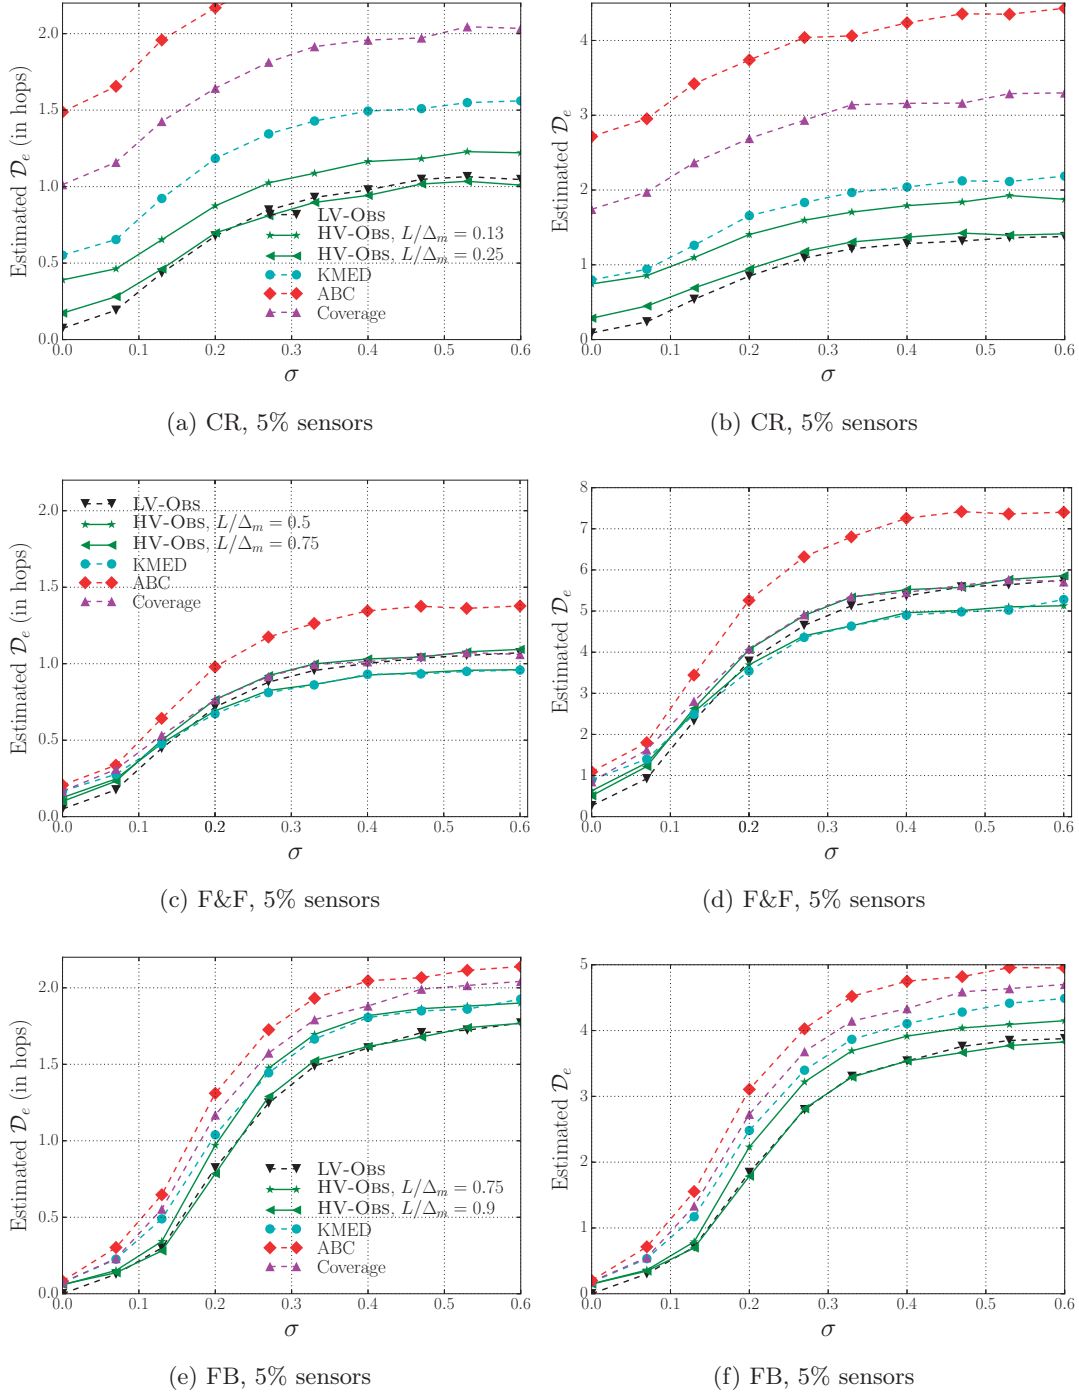 Estimated 𝒟ₑ (in hops)
2.0
1.5
1.0
0.5
0.0
LV-Obs
HV-Obs, L/Δₘ = 0.13
HV-Obs, L/Δₘ = 0.25
KMED
ABC
Coverage
0.0 0.1 0.2 0.3 0.4 0.5 0.6
σ
(a) CR, 5% sensors
Estimated 𝒟ₑ
4
3
2
1
0
0.0 0.1 0.2 0.3 0.4 0.5 0.6
σ
(b) CR, 5% sensors
Estimated 𝒟ₑ (in hops)
2.0
1.5
1.0
0.5
0.0
LV-Obs
HV-Obs, L/Δₘ = 0.5
HV-Obs, L/Δₘ = 0.75
KMED
ABC
Coverage
0.0 0.1 0.2 0.3 0.4 0.5 0.6
σ
(c) F&F, 5% sensors
Estimated 𝒟ₑ
8
7
6
5
4
3
2
1
0
0.0 0.1 0.2 0.3 0.4 0.5 0.6
σ
(d) F&F, 5% sensors
Estimated 𝒟ₑ (in hops)
2.0
1.5
1.0
0.5
0.0
LV-Obs
HV-Obs, L/Δₘ = 0.75
HV-Obs, L/Δₘ = 0.9
KMED
ABC
Coverage
0.0 0.1 0.2 0.3 0.4 0.5 0.6
σ
(e) FB, 5% sensors
Estimated 𝒟ₑ
5
4
3
2
1
0
0.0 0.1 0.2 0.3 0.4 0.5 0.6
σ
(f) FB, 5% sensors